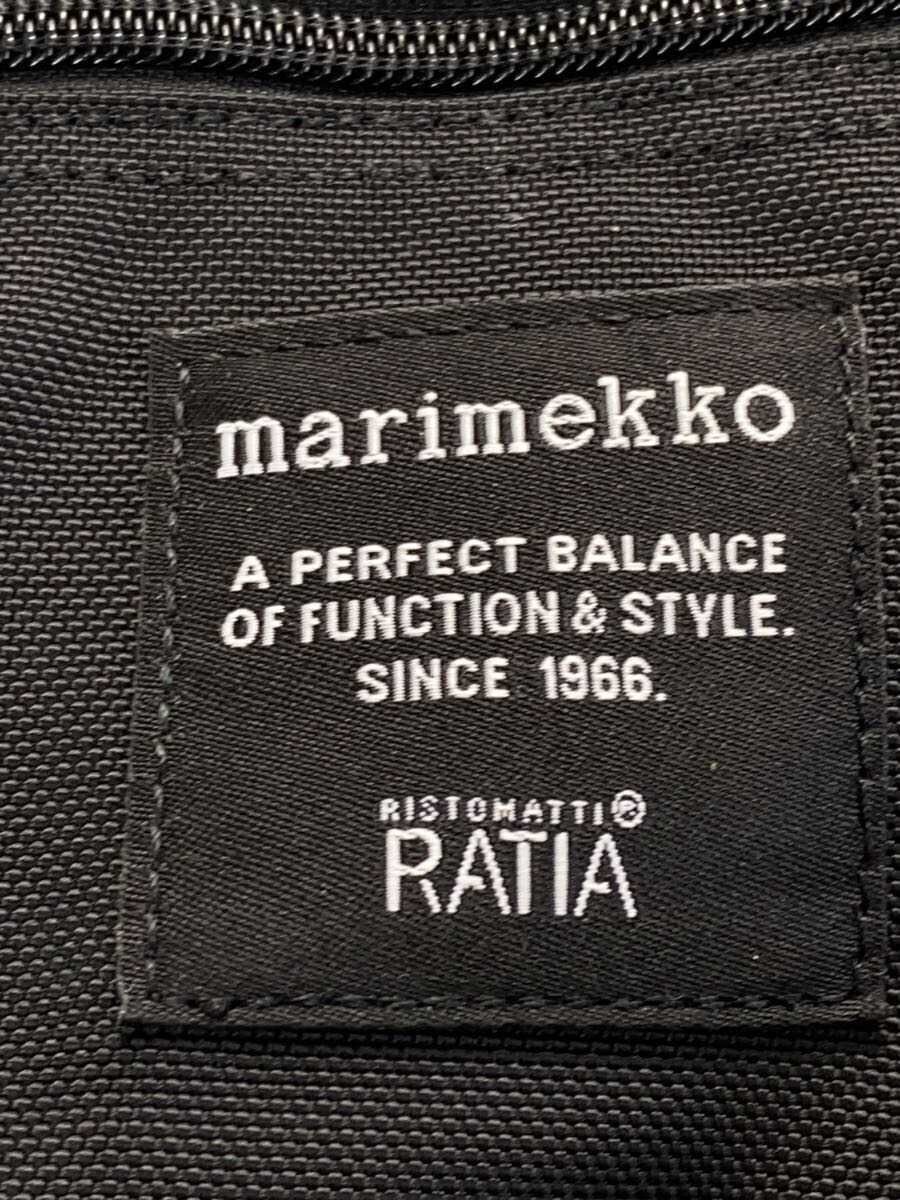 marimekko
A PERFECT BALANCE
OF FUNCTION & STYLE.
SINCE 1966.
RISTOMATTI®
RATIA